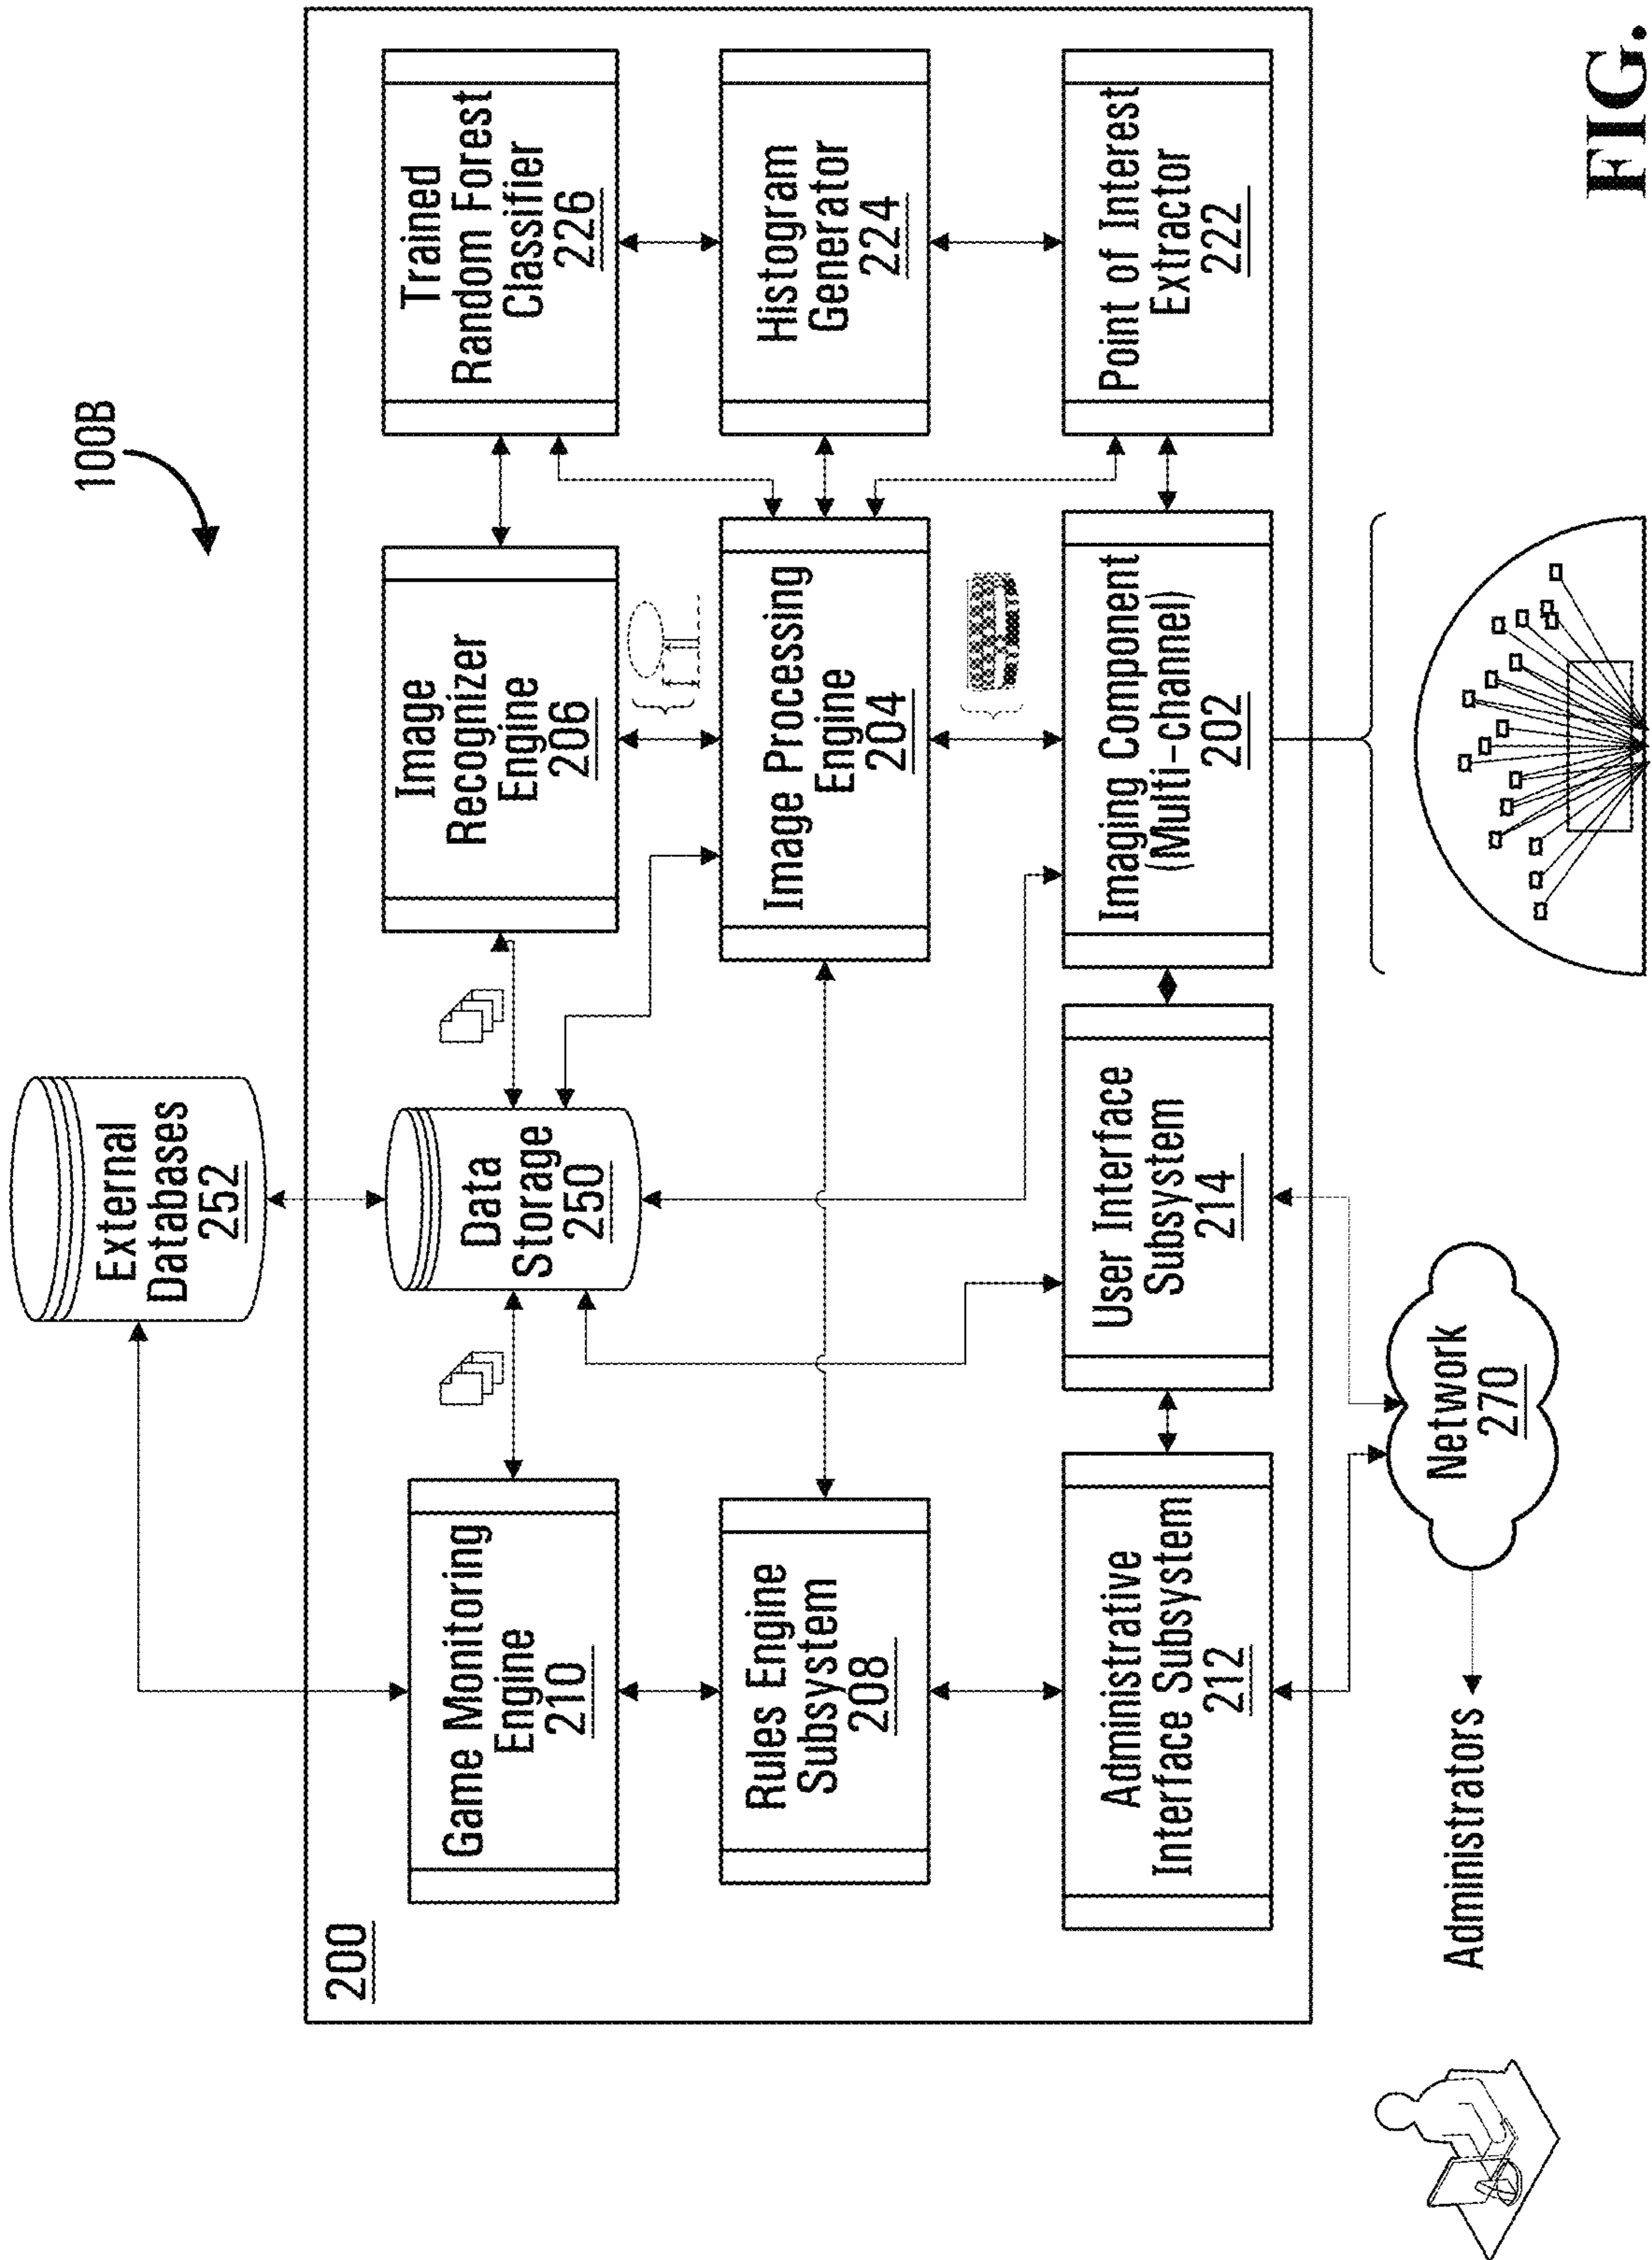 100B
External
Databases
252
200
Game Monitoring
Engine
210
Data
Storage
250
Image
Recognizer
Engine
206
Trained
Random Forest
Classifier
226
Rules Engine
Subsystem
208
Image Processing
Engine
204
Histogram
Generator
224
Administrative
Interface Subsystem
212
User Interface
Subsystem
214
Imaging Component
(Multi-channel)
202
Point of Interest
Extractor
222
Network
270
Administrators
FIG.